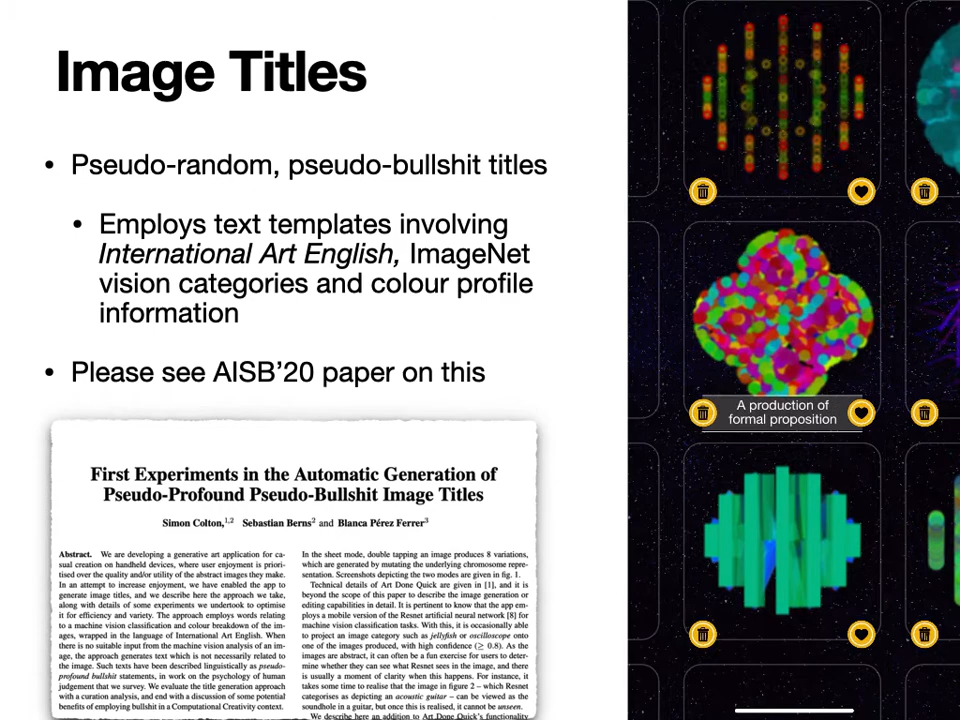 Image Titles
• Pseudo-random, pseudo-bullshit titles
• Employs text templates involving
International Art English, ImageNet
vision categories and colour profile
information
• Please see AISB’20 paper on this
First Experiments in the Automatic Generation of
Pseudo-Profound Pseudo-Bullshit Image Titles
Simon Colton,1,2 Sebastian Berns2 and Blanca Pérez Ferrer3
Abstract. We are developing a generative art application for ca-
sual creation on handheld devices, where user enjoyment is priori-
tised over the quality and/or utility of the abstract images they make.
In an attempt to increase enjoyment, we have enabled the app to
generate image titles, and we describe here the approach we take,
along with details of some experiments we undertook to optimise
it for efficiency and variety. The approach employs words relating
to a machine vision classification and colour breakdown of the im-
ages, wrapped in the language of International Art English. When
there is no suitable input from the machine vision analysis of an im-
age, the approach generates text which is not necessarily related to
the image. Such texts have been described linguistically as pseudo-
profound bullshit statements, in work on the psychology of human
judgement that we survey. We evaluate the title generation approach
with a curation analysis, and end with a discussion of some potential
benefits of employing bullshit in a Computational Creativity context.
In the sheet mode, double tapping an image produces 8 variations,
which are generated by mutating the underlying chromosome repre-
sentation. Screenshots depicting the two modes are given in fig. 1.
Technical details of Art Done Quick are given in [1], and it is
beyond the scope of this paper to describe the image generation or
editing capabilities in detail. It is pertinent to know that the app em-
ploys a mobile version of the Resnet artificial neural network [8] for
machine vision classification tasks. With this, it is occasionally able
to project an image category such as jellyfish or oscilloscope onto
one of the images produced, with high confidence (≥ 0.8). As the
images are abstract, it can often be a fun exercise for users to deter-
mine whether they can see what Resnet sees in the image, and there
is usually a moment of clarity when this happens. For instance, it
takes some time to realise that the image in figure 2 – which Resnet
categorises as depicting an acoustic guitar – can be viewed as the
soundhole in a guitar, but once this is realised, it cannot be unseen.
We describe here an addition to Art Done Quick's functionality
A production of
formal proposition